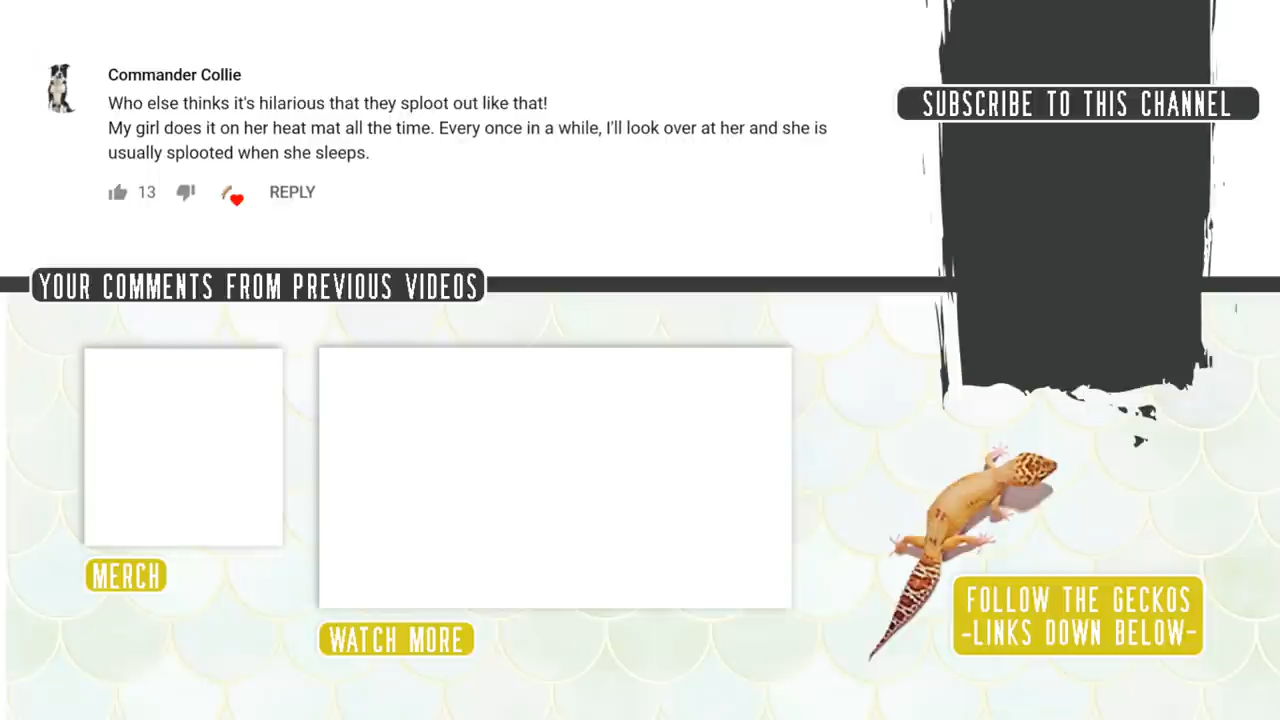 Commander Collie
Who else thinks it's hilarious that they sploot out like that!
My girl does it on her heat mat all the time. Every once in a while, I'll look over at her and she is
usually splooted when she sleeps.
13
REPLY
SUBSCRIBE TO THIS CHANNEL
YOUR COMMENTS FROM PREVIOUS VIDEOS
MERCH
WATCH MORE
FOLLOW THE GECKOS
-LINKS DOWN BELOW-